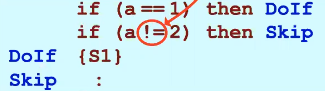 if (a == 1) then DoIf
if (a != 2) then Skip
DoIf {S1}
Skip :